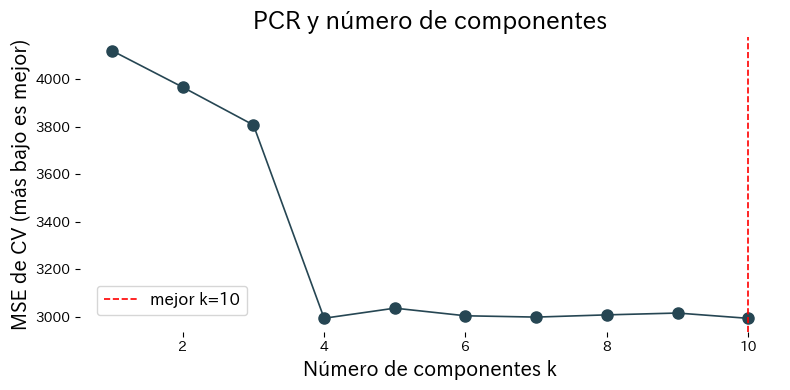 PCR y número de componentes
MSE de CV (más bajo es mejor)
4000
3800
3600
3400
3200
3000
mejor k=10
2 4 6 8 10
Número de componentes k